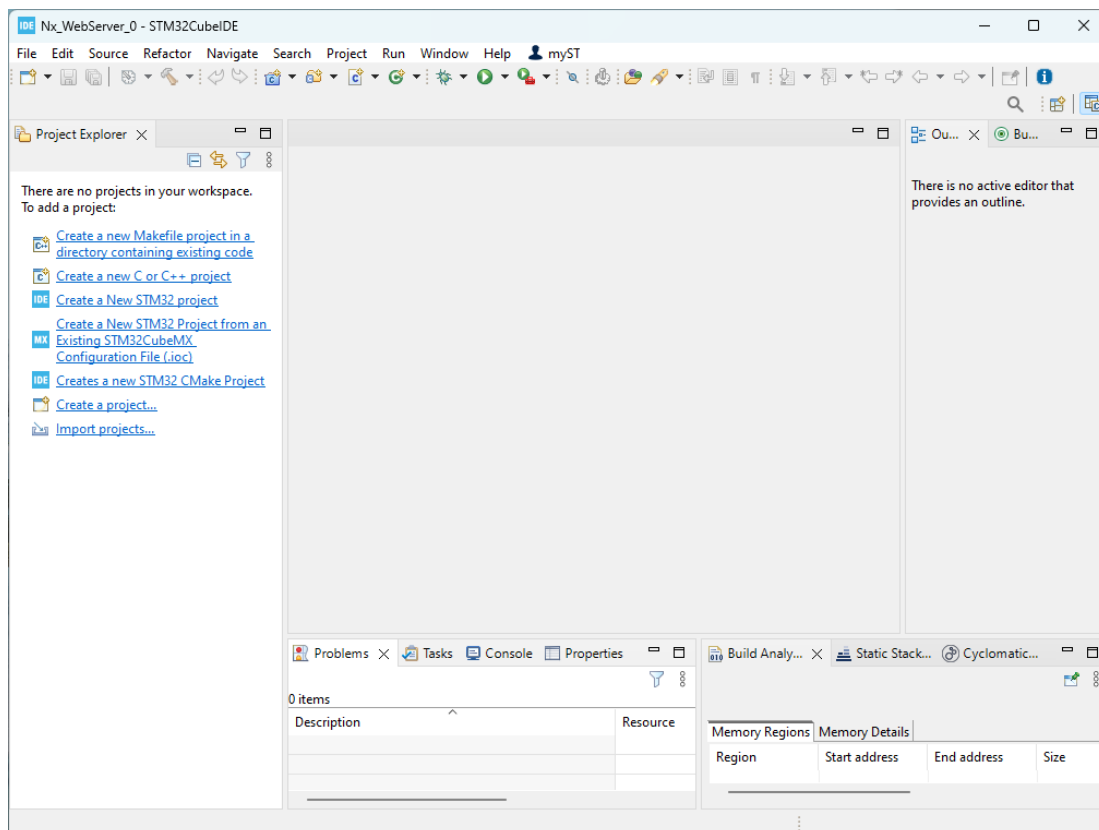 IDE Nx_WebServer_0 - STM32CubeIDE
File Edit Source Refactor Navigate Search Project Run Window Help myST
Project Explorer
There are no projects in your workspace.
To add a project:
Create a new Makefile project in a
directory containing existing code
Create a new C or C++ project
IDE Create a New STM32 project
Create a New STM32 Project from an
MX Existing STM32CubeMX
Configuration File (.ioc)
IDE Creates a new STM32 CMake Project
Create a project...
Import projects...
Ou... Bu...
There is no active editor that
provides an outline.
Problems Tasks Console Properties
0 items
Description Resource
Build Analy... Static Stack... Cyclomatic...
Memory Regions Memory Details
Region Start address End address Size